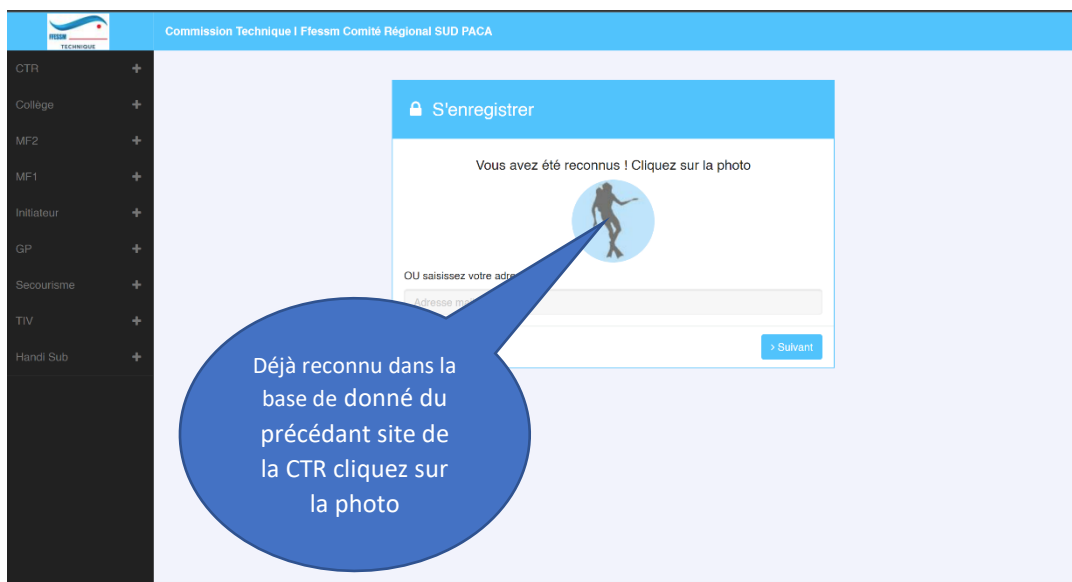 FFESSM
TECHNIQUE
Commission Technique I Ffessm Comité Régional SUD PACA
CTR +
Collège +
MF2 +
MF1 +
Initiateur +
GP +
Secourisme +
TIV +
Handi Sub +
S'enregistrer
Vous avez été reconnus ! Cliquez sur la photo
OU saisissez votre
Adresse
> Suivant
Déjà reconnu dans la
base de donné du
précédant site de
la CTR cliquez sur
la photo